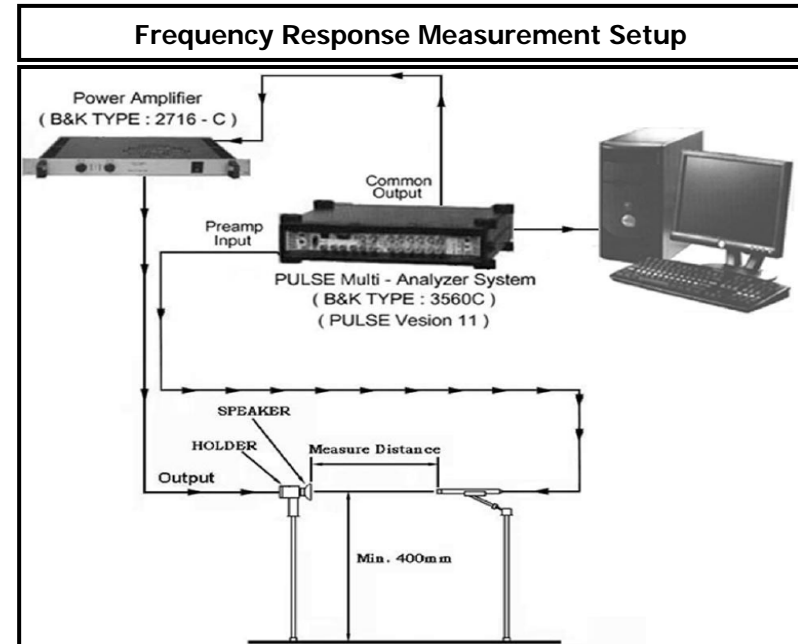 Frequency Response Measurement Setup
Power Amplifier
( B&K TYPE : 2716 - C )
Common
Output
Preamp
Input
PULSE Multi - Analyzer System
( B&K TYPE : 3560C )
( PULSE Vesion 11 )
SPEAKER
HOLDER
Measure Distance
Output
Min. 400mm